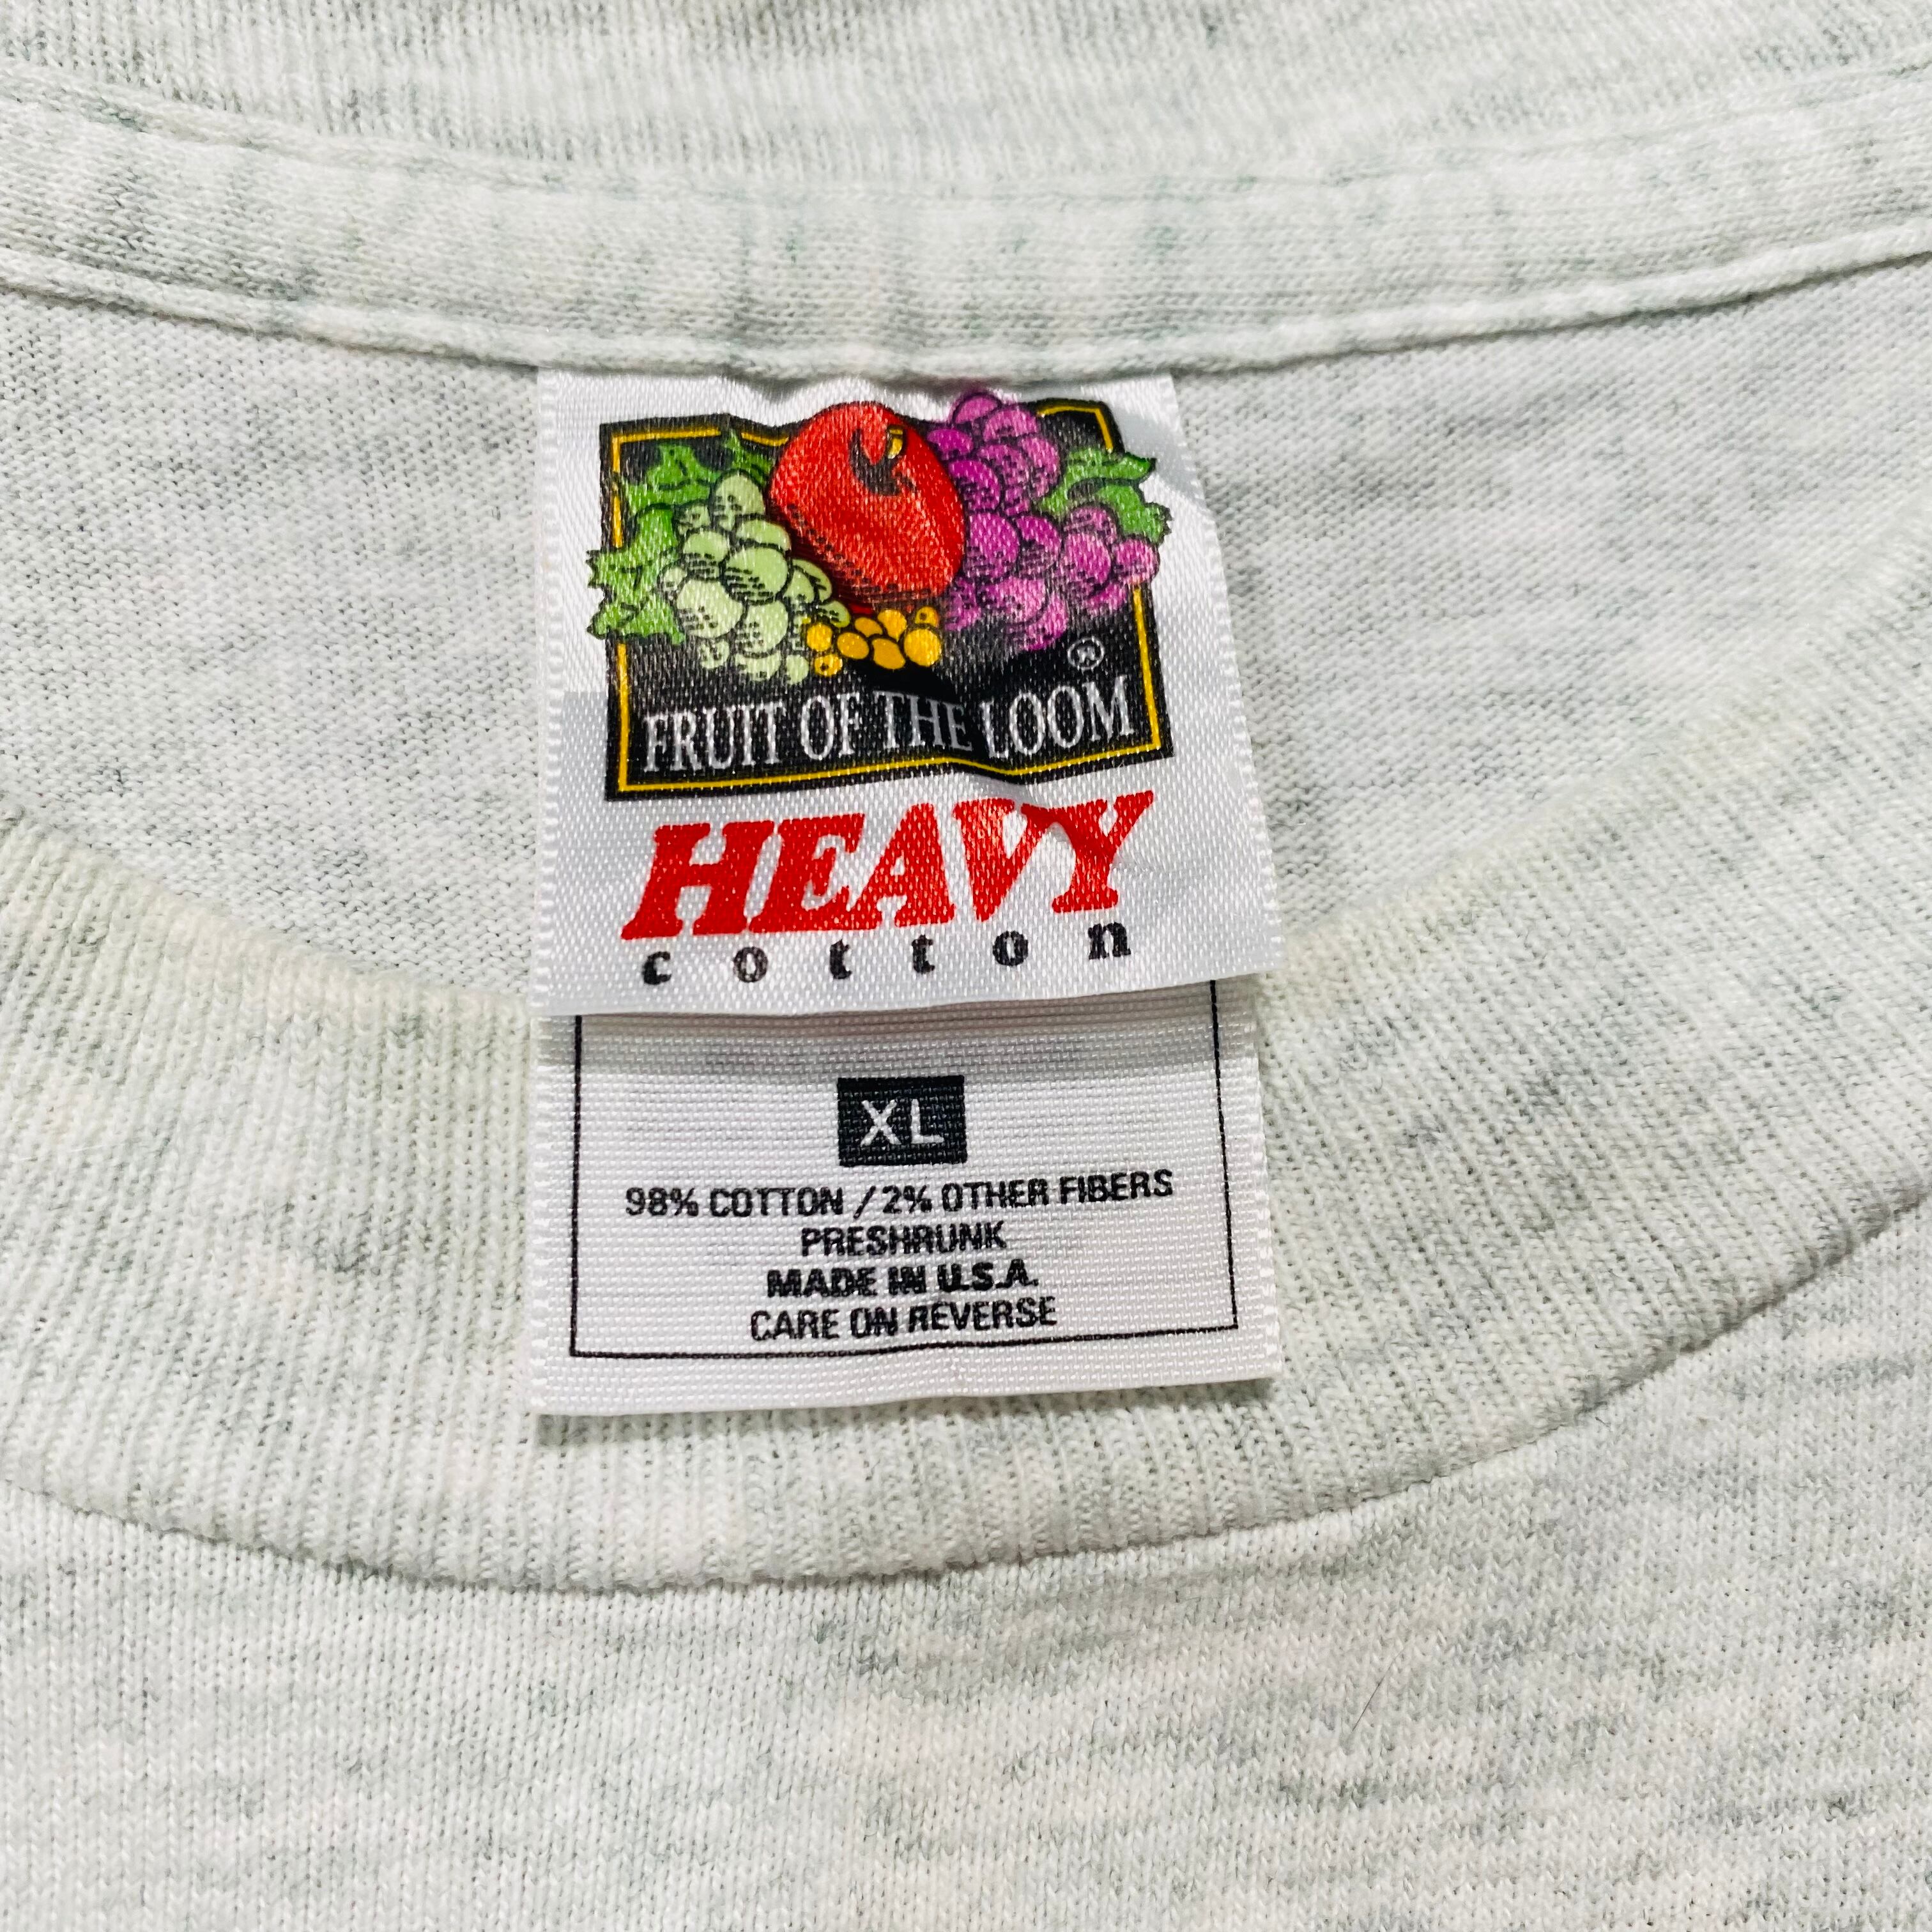 ®
FRUIT OF THE LOOM
HEAVY
cotton
XL
98% COTTON / 2% OTHER FIBERS
PRESHRUNK
MADE IN U.S.A.
CARE ON REVERSE